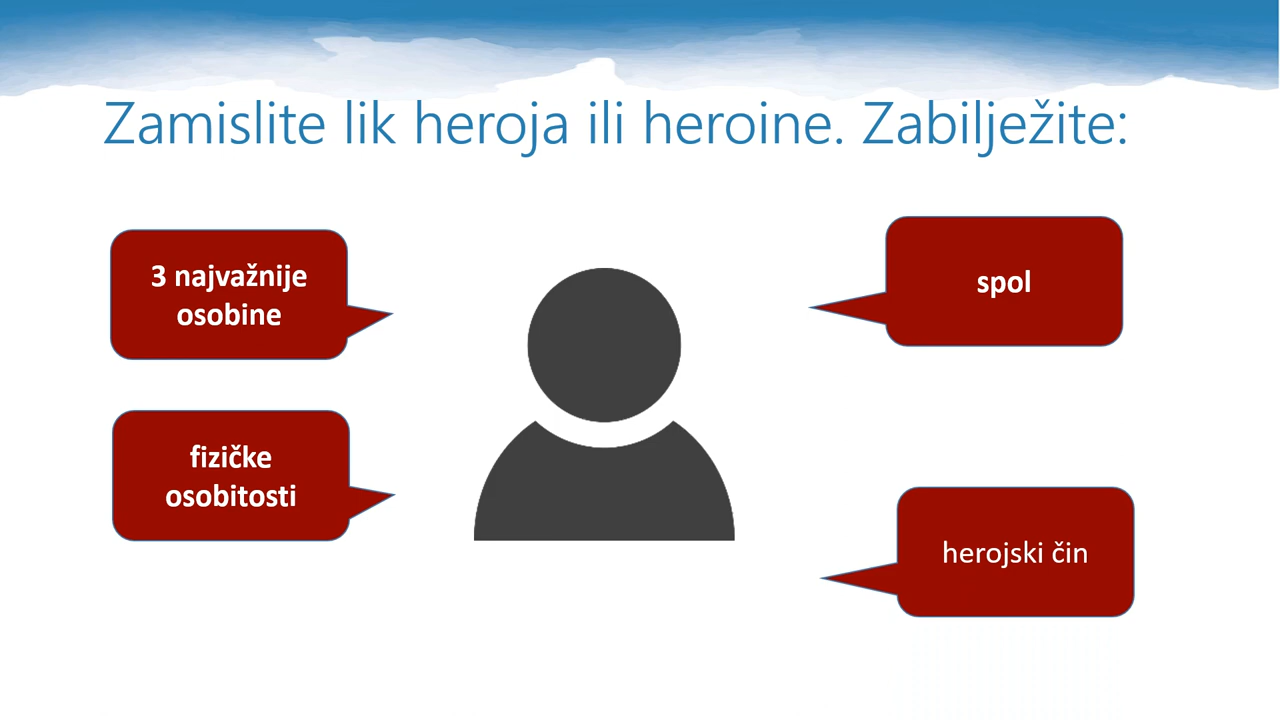 Zamislite lik heroja ili heroine. Zabilježite:
3 najvažnije
osobine
spol
fizičke
osobitosti
herojski čin